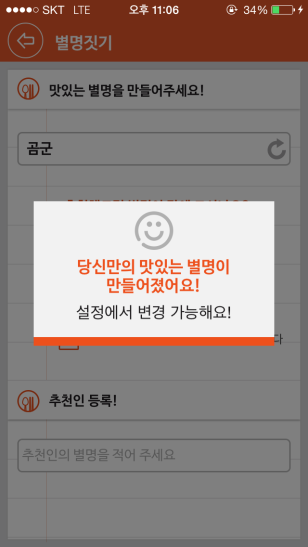 SKT LTE 오후 11:06 34%
별명짓기
맛있는 별명을 만들어주세요!
곰군
당신만의 맛있는 별명이
만들어졌어요!
설정에서 변경 가능해요!
다
추천인 등록!
추천인의 별명을 적어 주세요